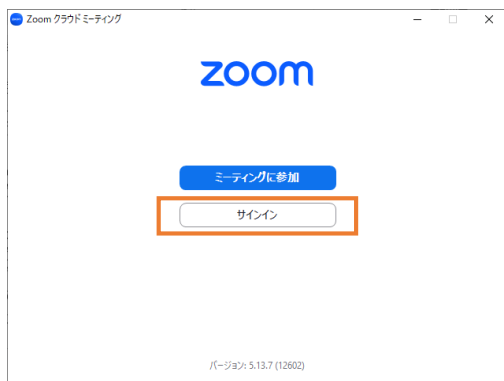 Zoom クラウド ミーティング
zoom
ミーティングに参加
サインイン
バージョン: 5.13.7 (12602)